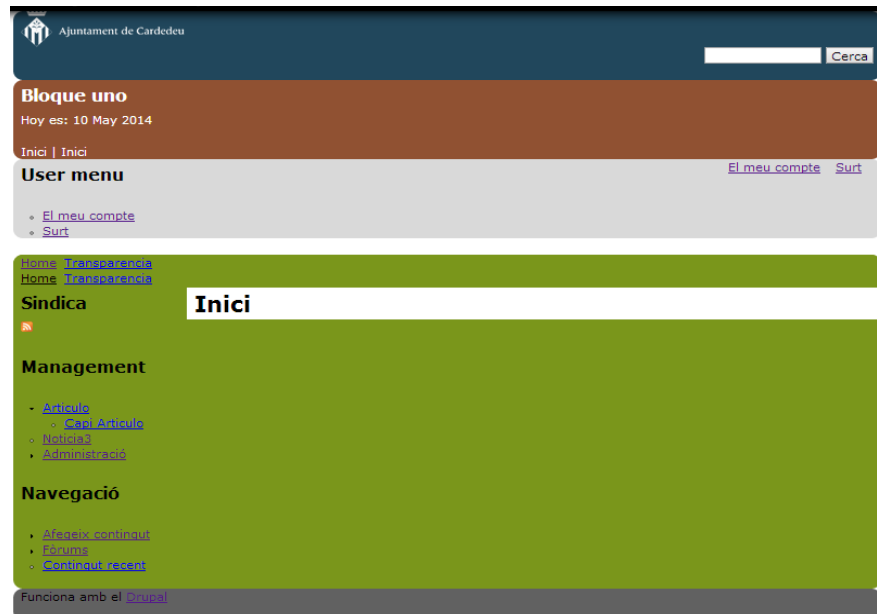 Ajuntament de Cardedeu
Cerca
Bloque uno
Hoy es: 10 May 2014
Inici | Inici
User menu
El meu compte Surt
El meu compte
Surt
Home Transparencia
Home Transparencia
Sindica
Inici
Management
Articulo
Capi Articulo
Noticia3
Administració
Navegació
Afegeix contingut
Fòrums
Contingut recent
Funciona amb el Drupal